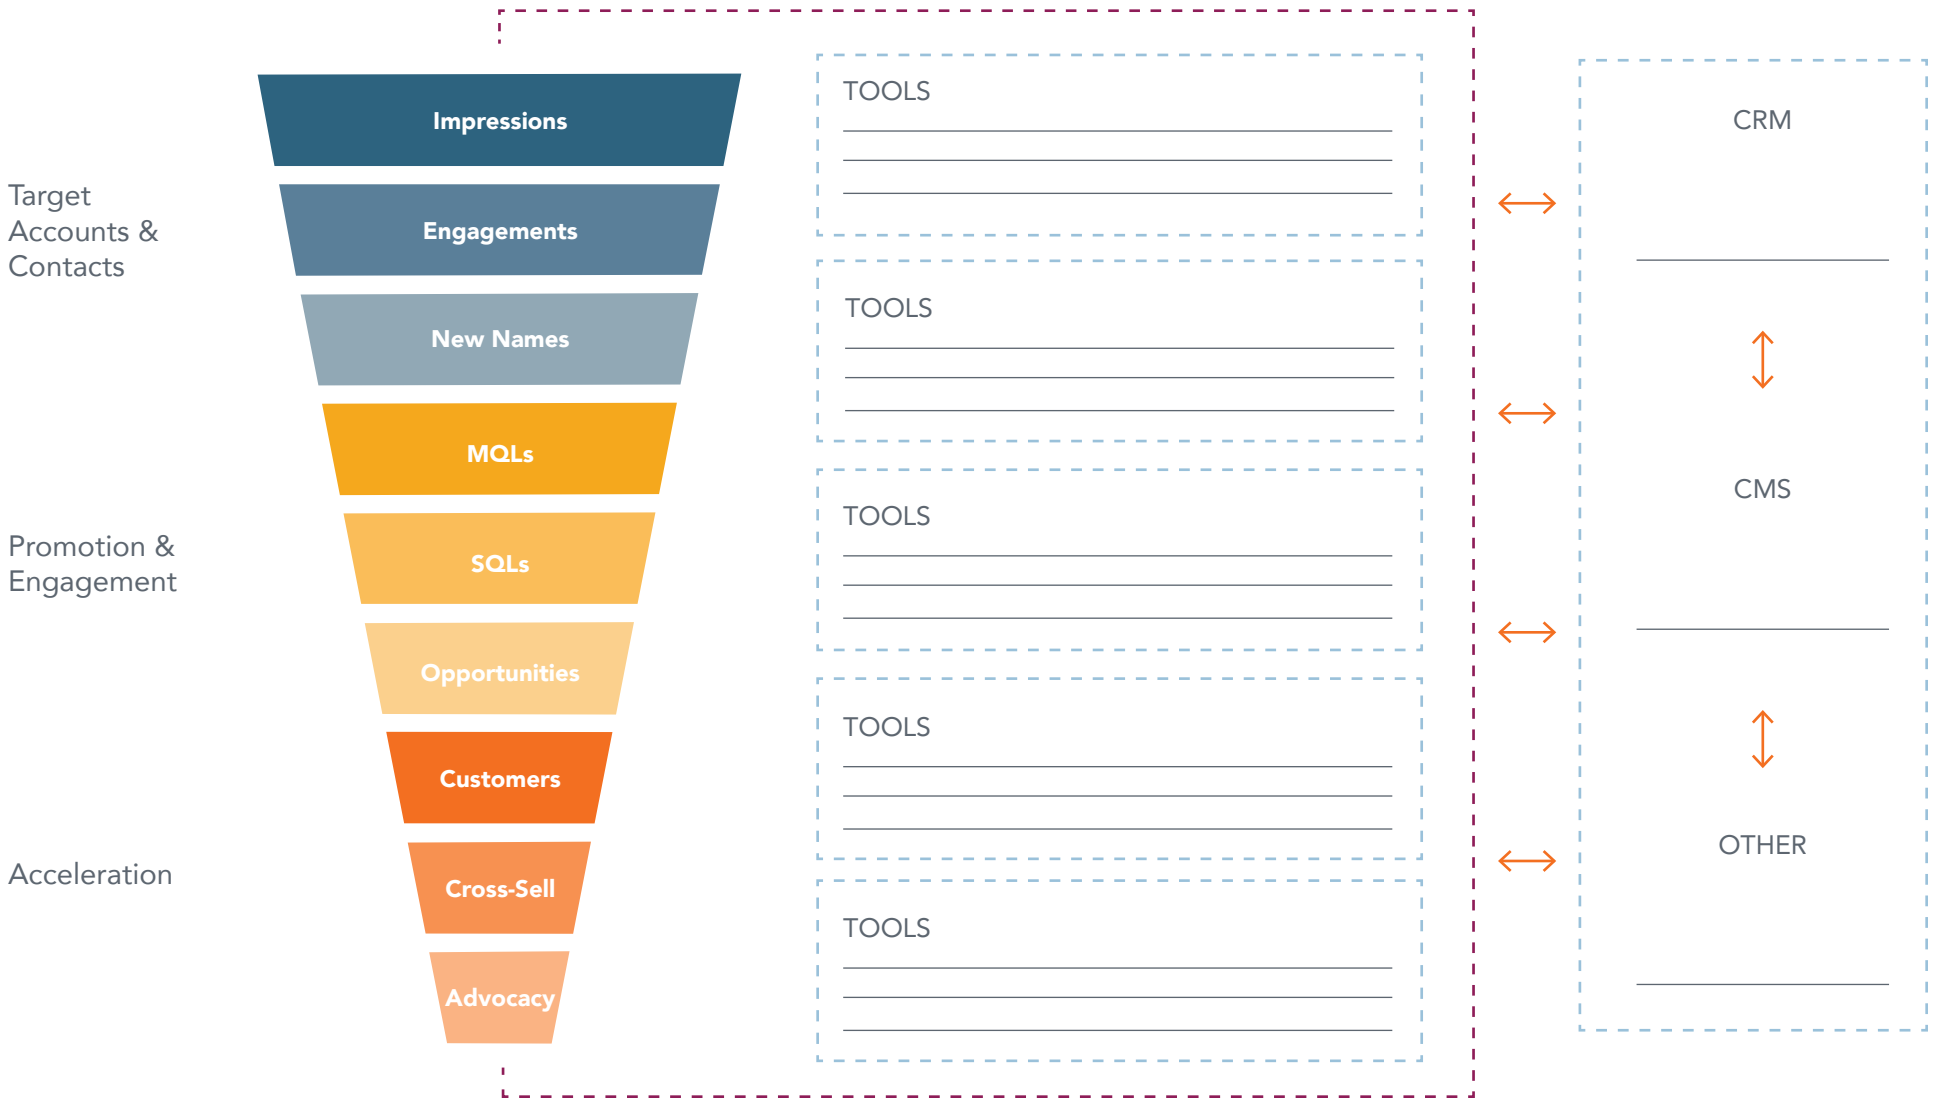 Target
Accounts &
Contacts
Promotion &
Engagement
Acceleration
Impressions
Engagements
New Names
MQLs
SQLs
Opportunities
Customers
Cross-Sell
Advocacy
TOOLS
TOOLS
TOOLS
TOOLS
TOOLS
CRM
CMS
OTHER